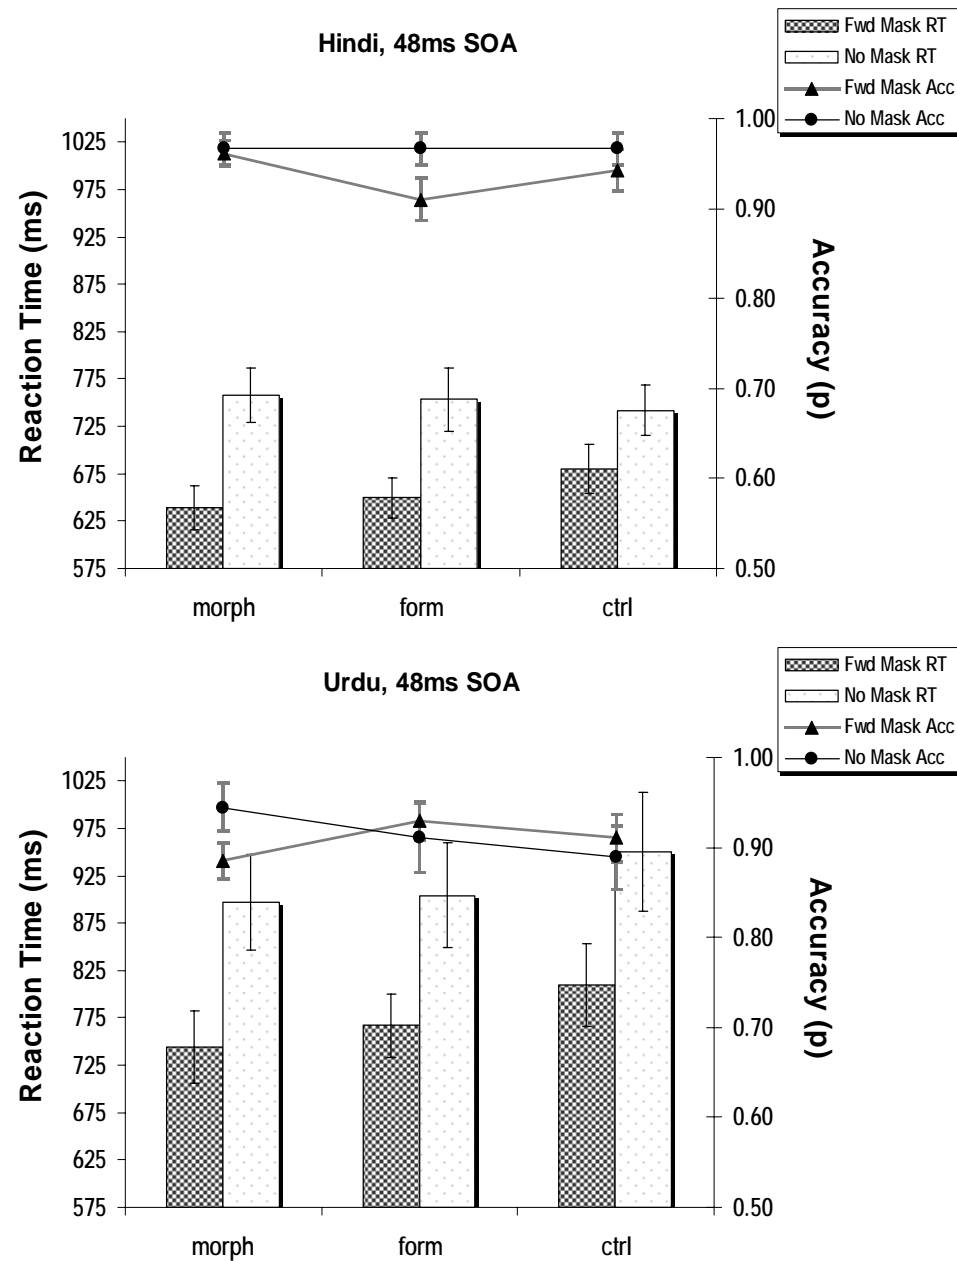 Hindi, 48ms SOA
Fwd Mask RT
No Mask RT
Fwd Mask Acc
No Mask Acc
Reaction Time (ms)
1025
975
925
875
825
775
725
675
625
575
1.00
0.90
0.80
0.70
0.60
0.50
Accuracy (p)
morph form ctrl
Urdu, 48ms SOA
Fwd Mask RT
No Mask RT
Fwd Mask Acc
No Mask Acc
Reaction Time (ms)
1025
975
925
875
825
775
725
675
625
575
1.00
0.90
0.80
0.70
0.60
0.50
Accuracy (p)
morph form ctrl